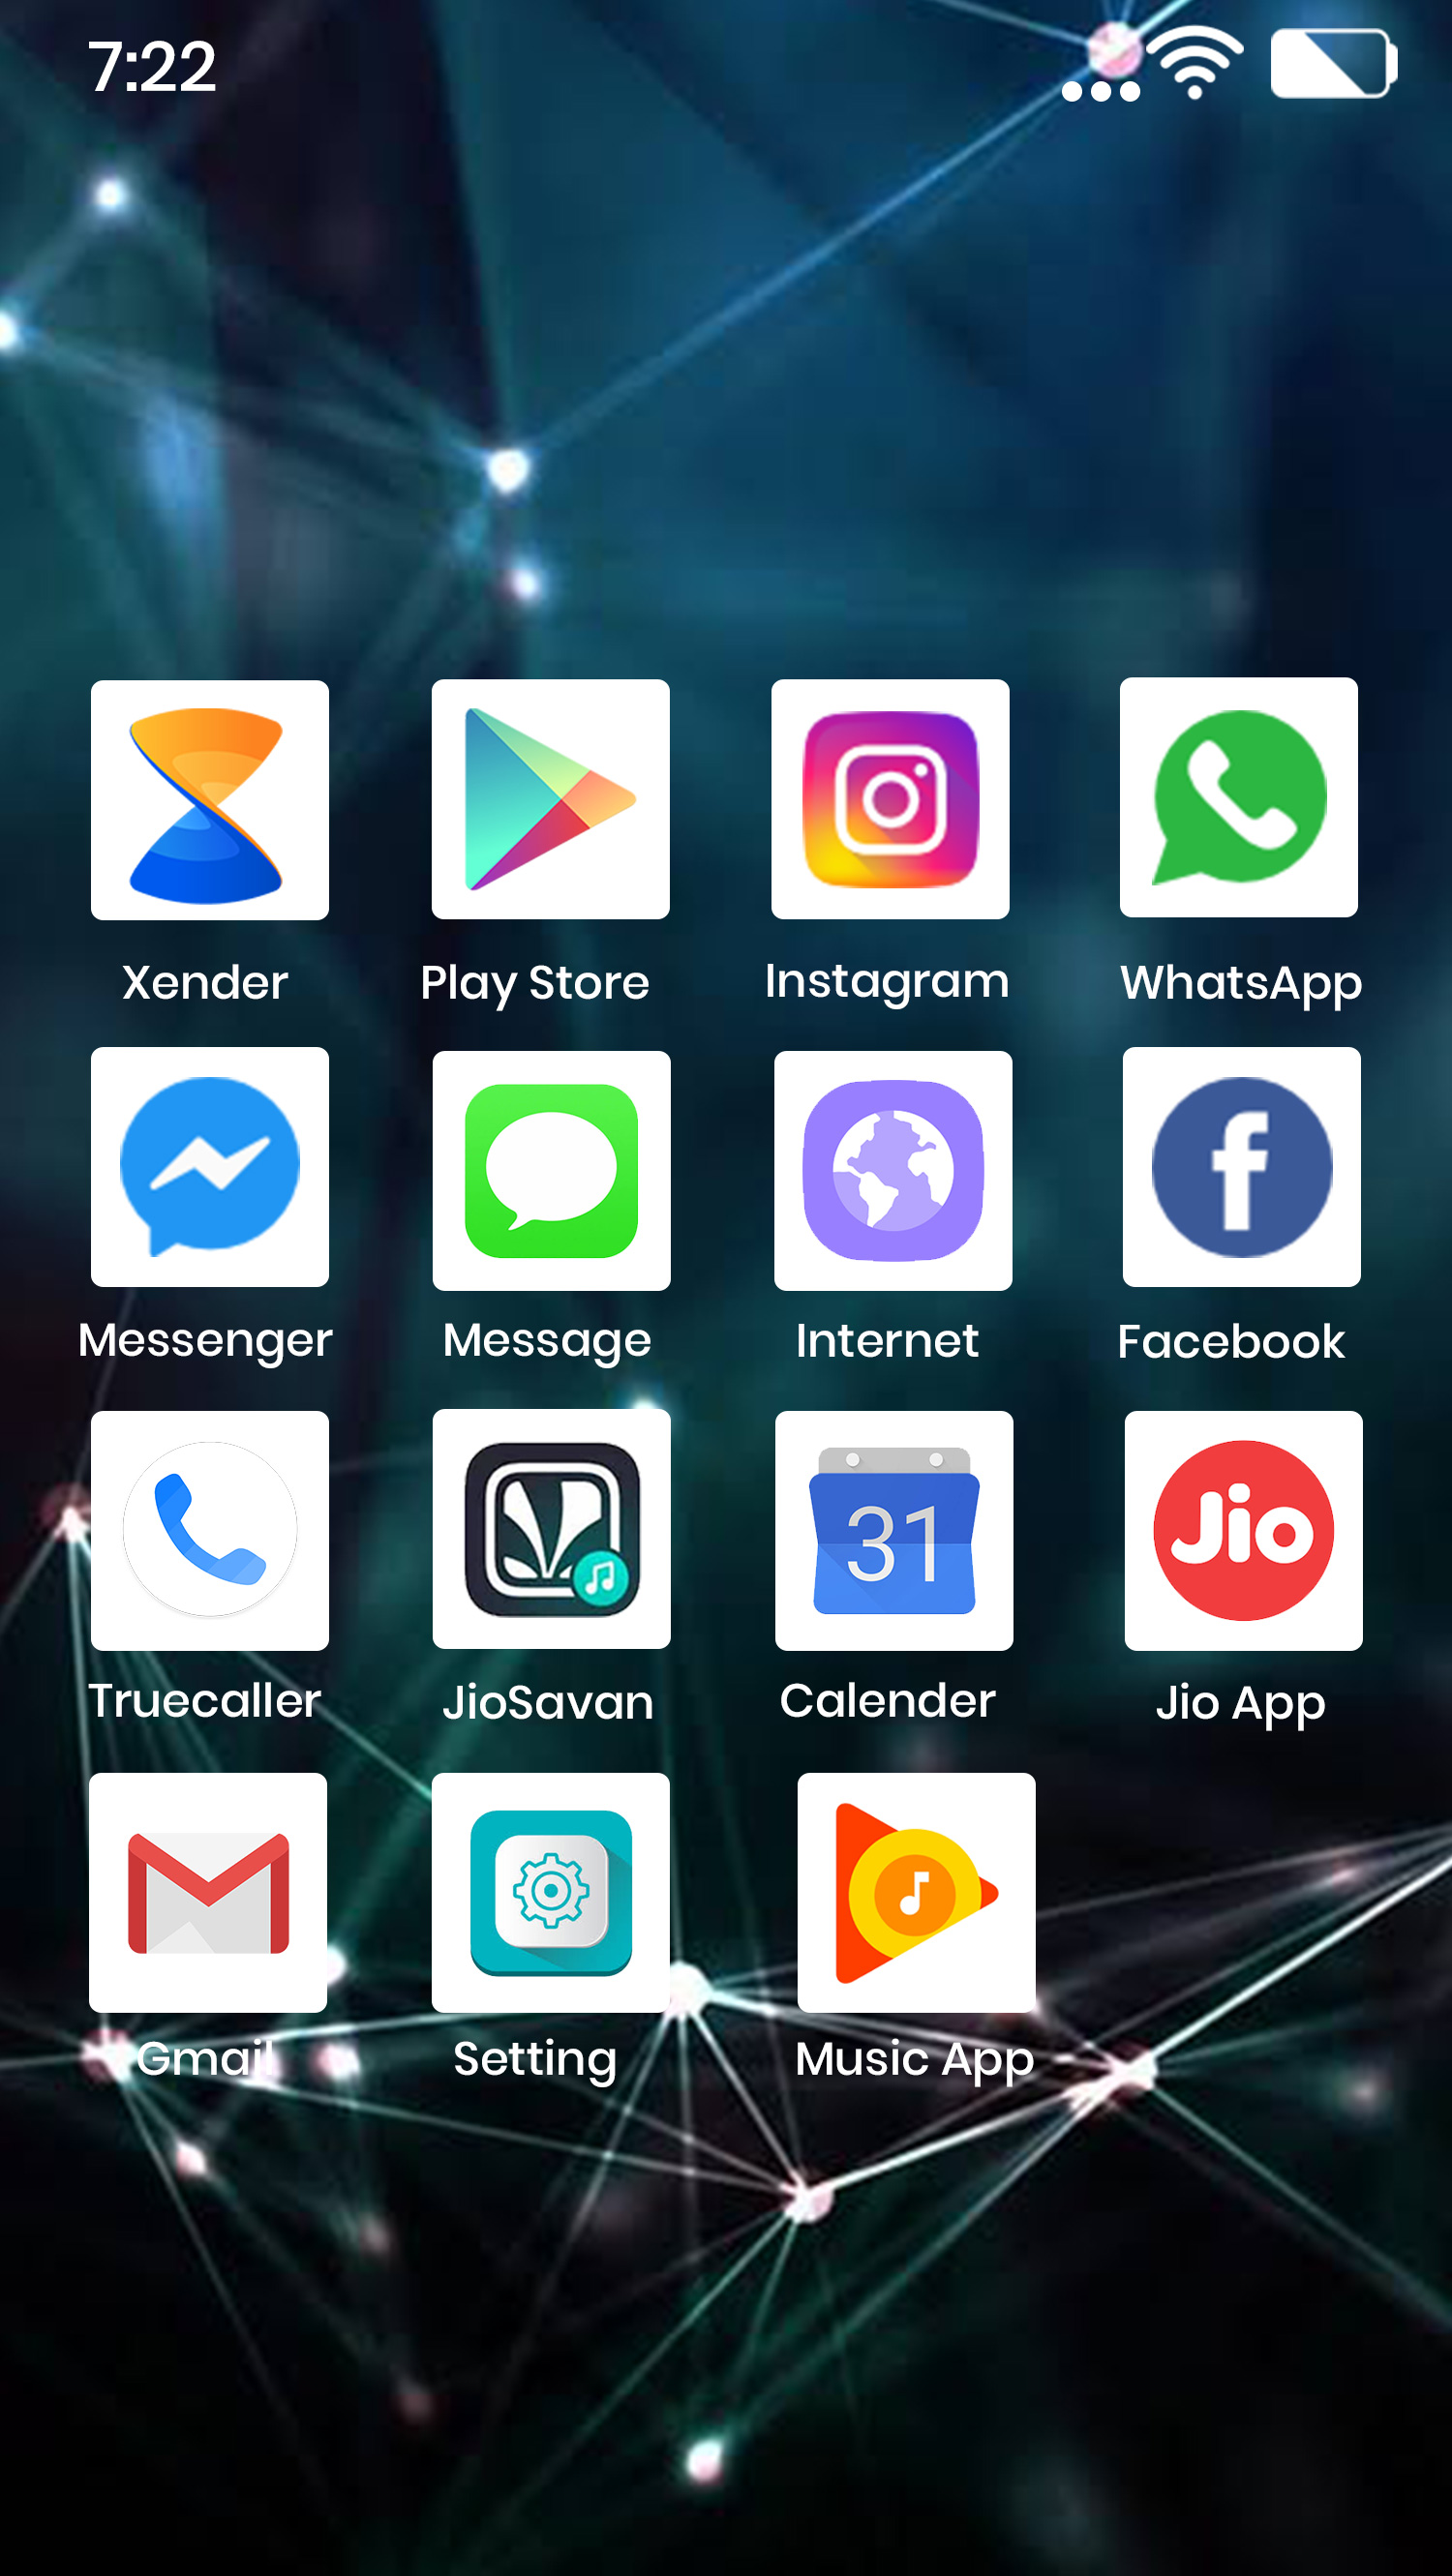 7:22
Xender Play Store Instagram WhatsApp
Messenger Message Internet Facebook
31 Jio
Truecaller JioSavan Calender Jio App
Gmail Setting Music App